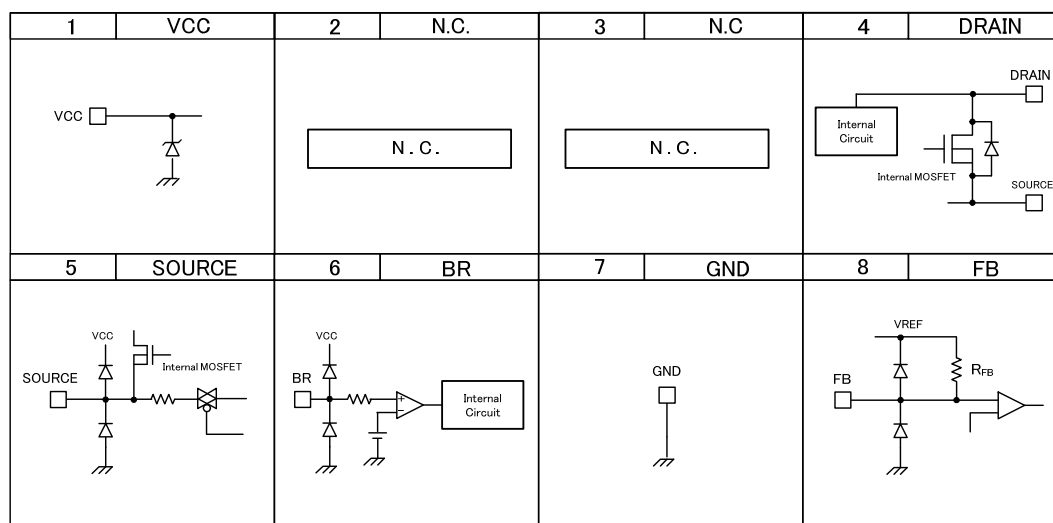 1 VCC 2 N.C. 3 N.C 4 DRAIN
VCC
N.C.
N.C.
DRAIN
Internal
Circuit
Internal MOSFET
SOURCE
5 SOURCE 6 BR 7 GND 8 FB
VCC
Internal MOSFET
SOURCE
VCC
BR
+
−
Internal
Circuit
GND
VREF
RFB
FB